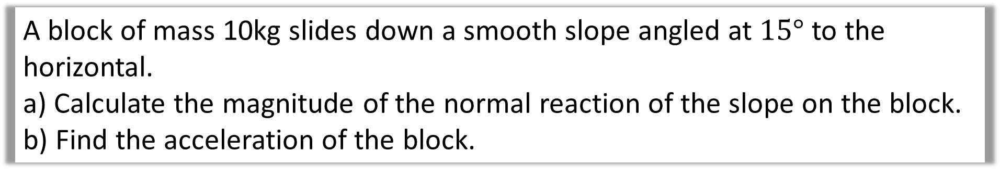 A block of mass 10kg slides down a smooth slope angled at 15° to the
horizontal.
a) Calculate the magnitude of the normal reaction of the slope on the block.
b) Find the acceleration of the block.